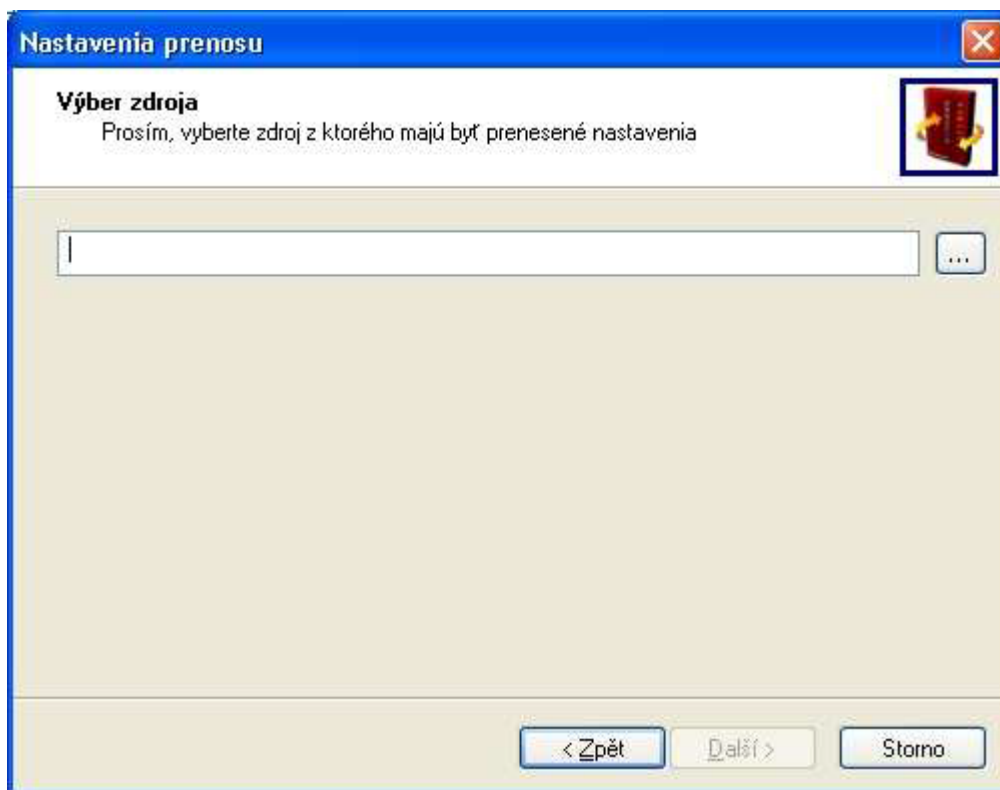 Nastavenia prenosu
Výber zdroja
Prosím, vyberte zdroj z ktorého majú byť prenesené nastavenia
...
< Zpět
Další >
Storno